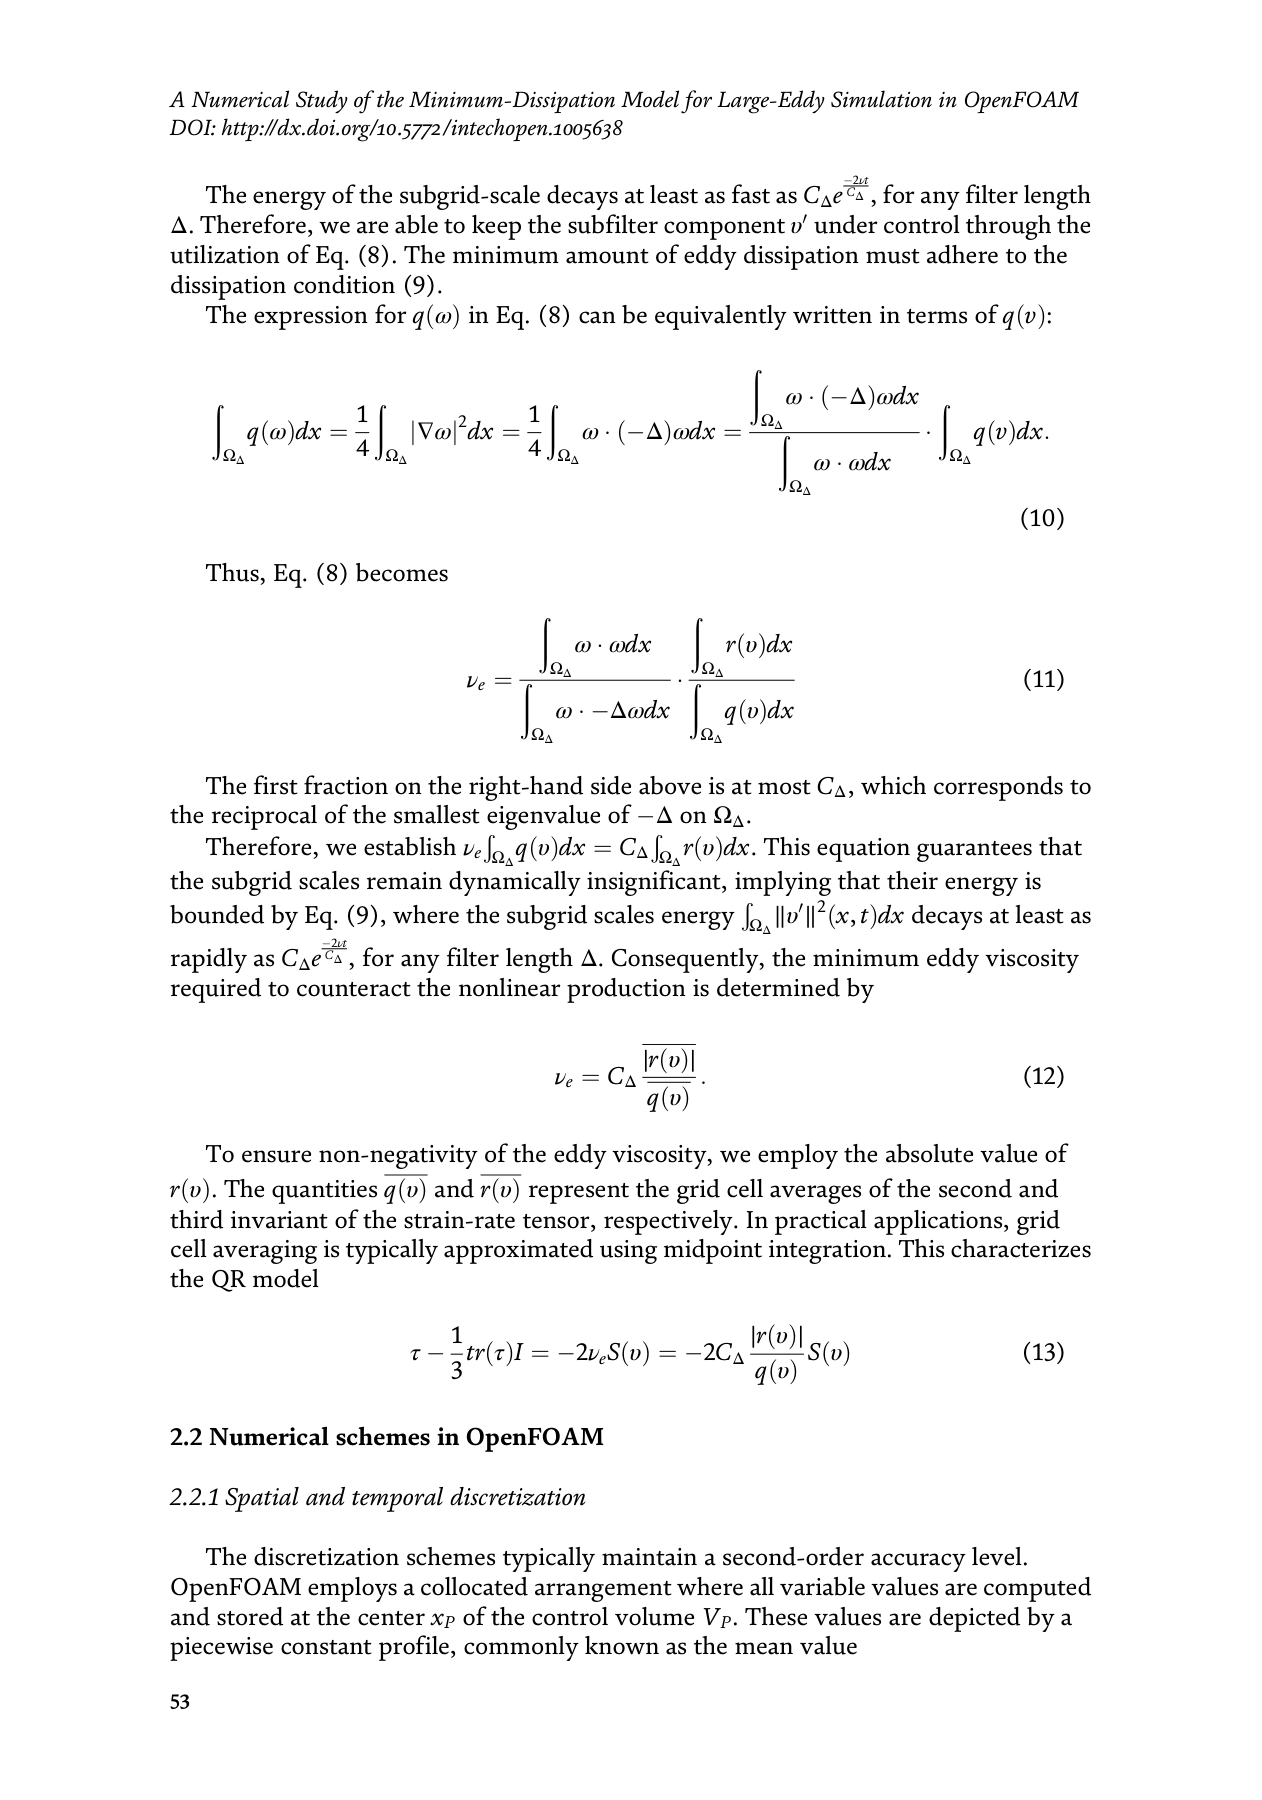 A Numerical Study of the Minimum-Dissipation Model for Large-Eddy Simulation in OpenFOAM
DOI: http://dx.doi.org/10.5772/intechopen.1005638
The energy of the subgrid-scale decays at least as fast as $C_\Delta e^{\frac{-2\nu t}{C_\Delta}}$, for any filter length
Δ. Therefore, we are able to keep the subfilter component υ′ under control through the
utilization of Eq. (8). The minimum amount of eddy dissipation must adhere to the
dissipation condition (9).
The expression for q(ω) in Eq. (8) can be equivalently written in terms of q(υ):
$\int_{\Omega_\Delta} q(\omega)dx = \frac{1}{4}\int_{\Omega_\Delta} |\nabla\omega|^2 dx = \frac{1}{4}\int_{\Omega_\Delta} \omega \cdot (-\Delta)\omega dx = \frac{\int_{\Omega_\Delta} \omega \cdot (-\Delta)\omega dx}{\int_{\Omega_\Delta} \omega \cdot \omega dx} \cdot \int_{\Omega_\Delta} q(\upsilon)dx.$
(10)
Thus, Eq. (8) becomes
$\nu_e = \frac{\int_{\Omega_\Delta} \omega \cdot \omega dx}{\int_{\Omega_\Delta} \omega \cdot -\Delta\omega dx} \cdot \frac{\int_{\Omega_\Delta} r(\upsilon)dx}{\int_{\Omega_\Delta} q(\upsilon)dx}$ (11)
The first fraction on the right-hand side above is at most $C_\Delta$, which corresponds to
the reciprocal of the smallest eigenvalue of −Δ on $\Omega_\Delta$.
Therefore, we establish $\nu_e \int_{\Omega_\Delta} q(\upsilon)dx = C_\Delta \int_{\Omega_\Delta} r(\upsilon)dx$. This equation guarantees that
the subgrid scales remain dynamically insignificant, implying that their energy is
bounded by Eq. (9), where the subgrid scales energy $\int_{\Omega_\Delta} \|\upsilon'\|^2(x, t)dx$ decays at least as
rapidly as $C_\Delta e^{\frac{-2\nu t}{C_\Delta}}$, for any filter length Δ. Consequently, the minimum eddy viscosity
required to counteract the nonlinear production is determined by
$\nu_e = C_\Delta \frac{\overline{|r(\upsilon)|}}{\overline{q(\upsilon)}}.$ (12)
To ensure non-negativity of the eddy viscosity, we employ the absolute value of
r(υ). The quantities $\overline{q(\upsilon)}$ and $\overline{r(\upsilon)}$ represent the grid cell averages of the second and
third invariant of the strain-rate tensor, respectively. In practical applications, grid
cell averaging is typically approximated using midpoint integration. This characterizes
the QR model
$\tau - \frac{1}{3}tr(\tau)I = -2\nu_e S(\upsilon) = -2C_\Delta \frac{|r(\upsilon)|}{q(\upsilon)} S(\upsilon)$ (13)
2.2 Numerical schemes in OpenFOAM
2.2.1 Spatial and temporal discretization
The discretization schemes typically maintain a second-order accuracy level.
OpenFOAM employs a collocated arrangement where all variable values are computed
and stored at the center $x_P$ of the control volume $V_P$. These values are depicted by a
piecewise constant profile, commonly known as the mean value
53